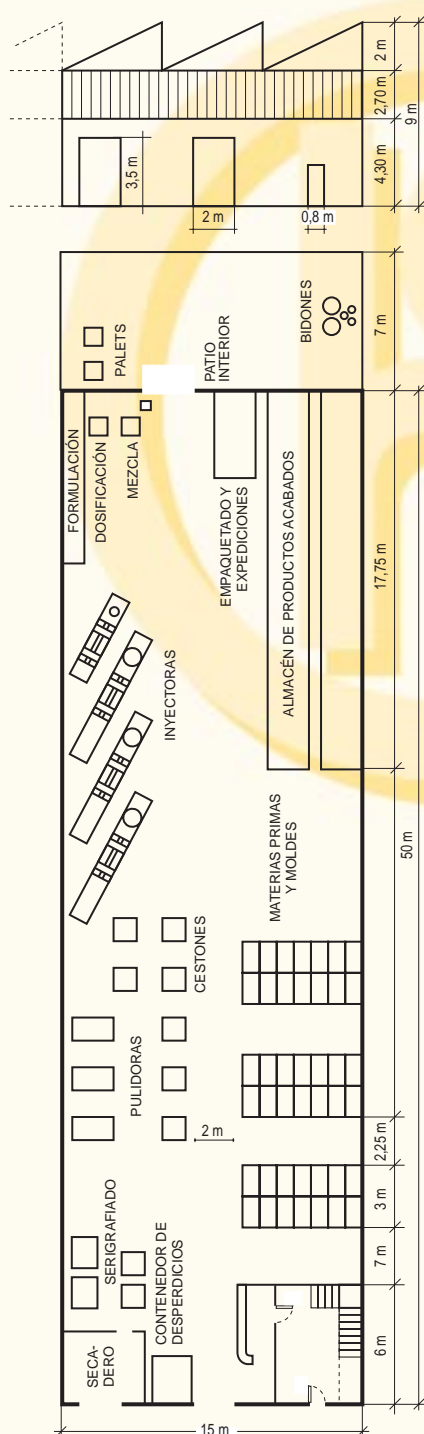 2 m
2,70 m
9 m
4,30 m
3,5 m
2 m
0,8 m
BIDONES
PALETS
PATIO
INTERIOR
7 m
FORMULACIÓN
DOSIFICACIÓN
MEZCLA
EMPAQUETADO Y
EXPEDICIONES
ALMACÉN DE PRODUCTOS ACABADOS
17,75 m
INYECTORAS
MATERIAS PRIMAS
Y MOLDES
50 m
CESTONES
PULIDORAS
2 m
2,25 m
3 m
SERIGRAFIADO
CONTENEDOR DE
DESPERDICIOS
7 m
SECA-
DERO
6 m
15 m